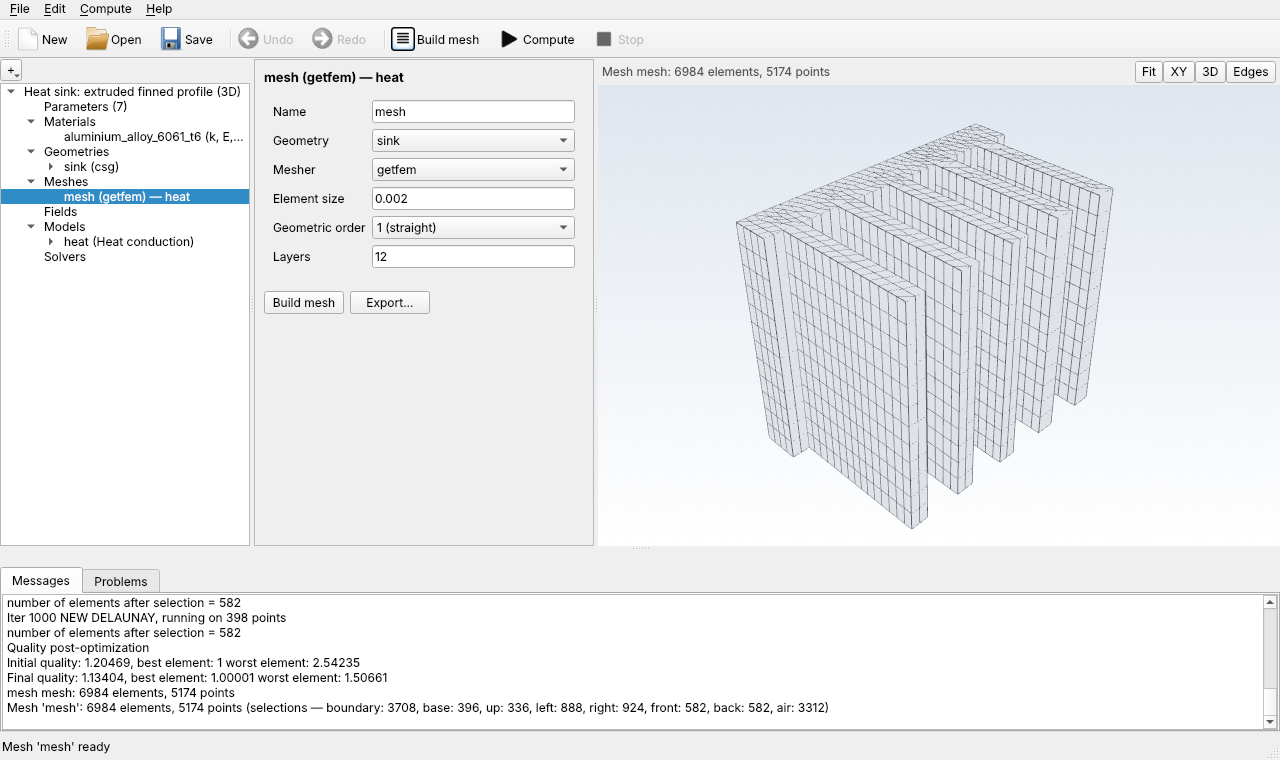 File Edit Compute Help
New Open Save Undo Redo Build mesh Compute Stop
+
Heat sink: extruded finned profile (3D)
Parameters (7)
Materials
aluminium_alloy_6061_t6 (k, E,...
Geometries
sink (csg)
Meshes
mesh (getfem) — heat
Fields
Models
heat (Heat conduction)
Solvers
mesh (getfem) — heat
Name mesh
Geometry sink
Mesher getfem
Element size 0.002
Geometric order 1 (straight)
Layers 12
Build mesh Export...
Mesh mesh: 6984 elements, 5174 points
Fit XY 3D Edges
Messages Problems
number of elements after selection = 582
Iter 1000 NEW DELAUNAY, running on 398 points
number of elements after selection = 582
Quality post-optimization
Initial quality: 1.20469, best element: 1 worst element: 2.54235
Final quality: 1.13404, best element: 1.00001 worst element: 1.50661
mesh mesh: 6984 elements, 5174 points
Mesh 'mesh': 6984 elements, 5174 points (selections — boundary: 3708, base: 396, up: 336, left: 888, right: 924, front: 582, back: 582, air: 3312)
Mesh 'mesh' ready